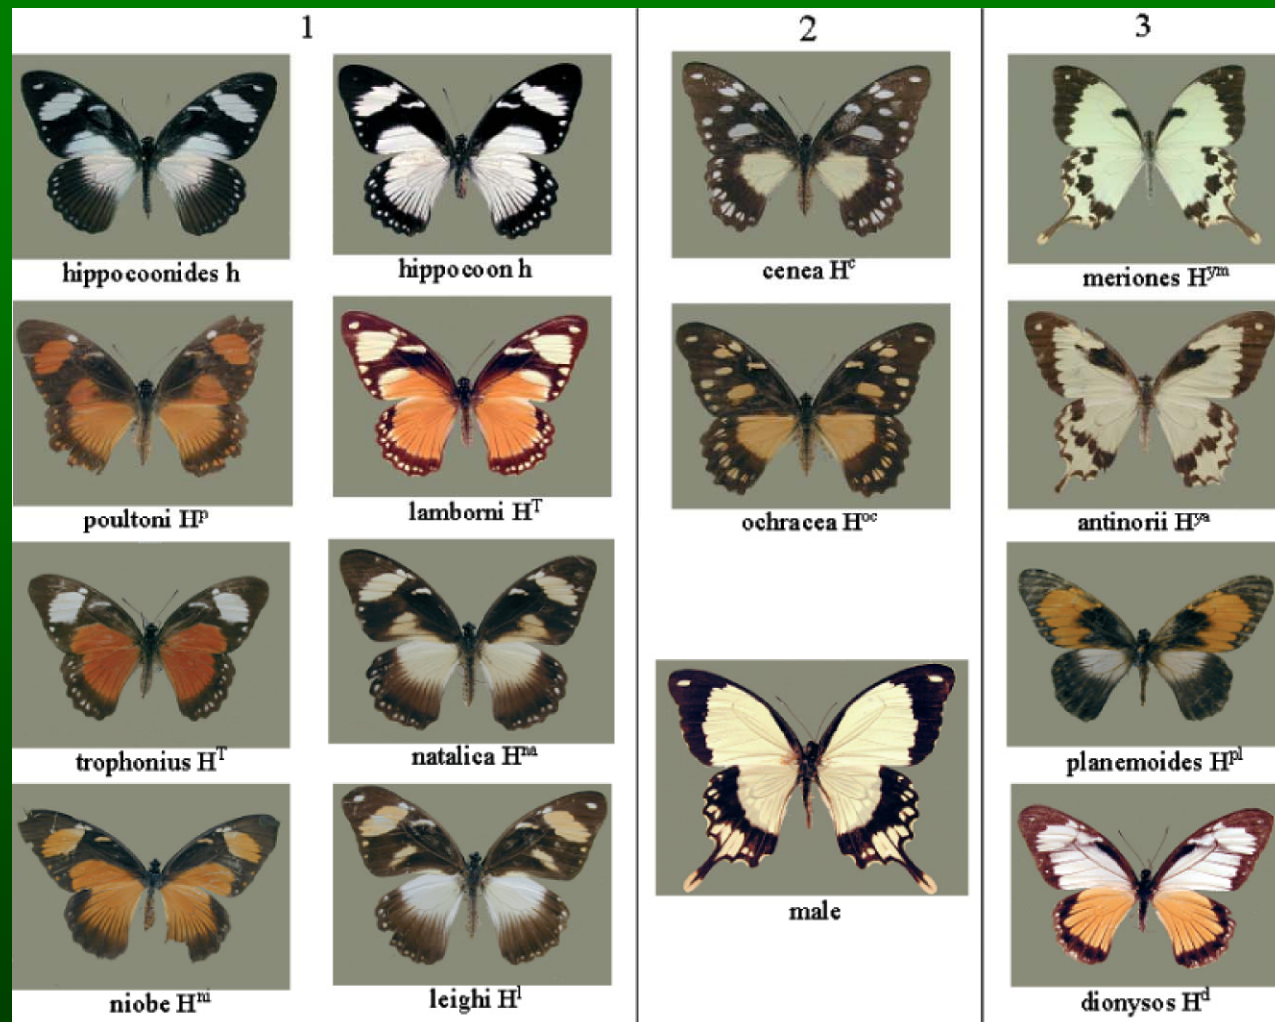 1
2
3
hippocoonides h
hippocoon h
cenea Hᶜ
meriones Hʸᵐ
poultoni Hᵖ
lamborni Hᵀ
ochracea Hᵒᶜ
antinorii Hʸᵃ
trophonius Hᵀ
natalica Hⁿᵃ
planemoides Hᵖˡ
male
niobe Hⁿⁱ
leighi Hˡ
dionysos Hᵈ